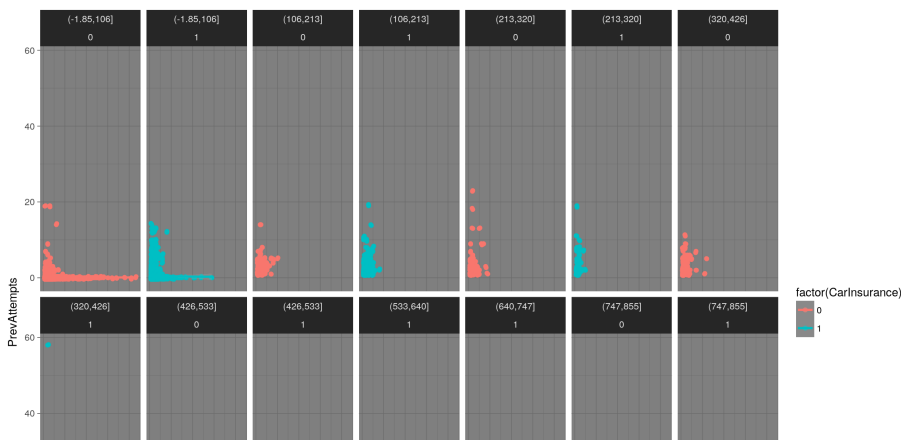 (-1.85,106] (-1.85,106] (106,213] (106,213] (213,320] (213,320] (320,426]
0 1 0 1 0 1 0
60
40
20
0
PrevAttempts
(320,426] (426,533] (426,533] (533,640] (640,747] (747,855] (747,855]
1 0 1 1 1 0 1
60
40
factor(CarInsurance)
0
1